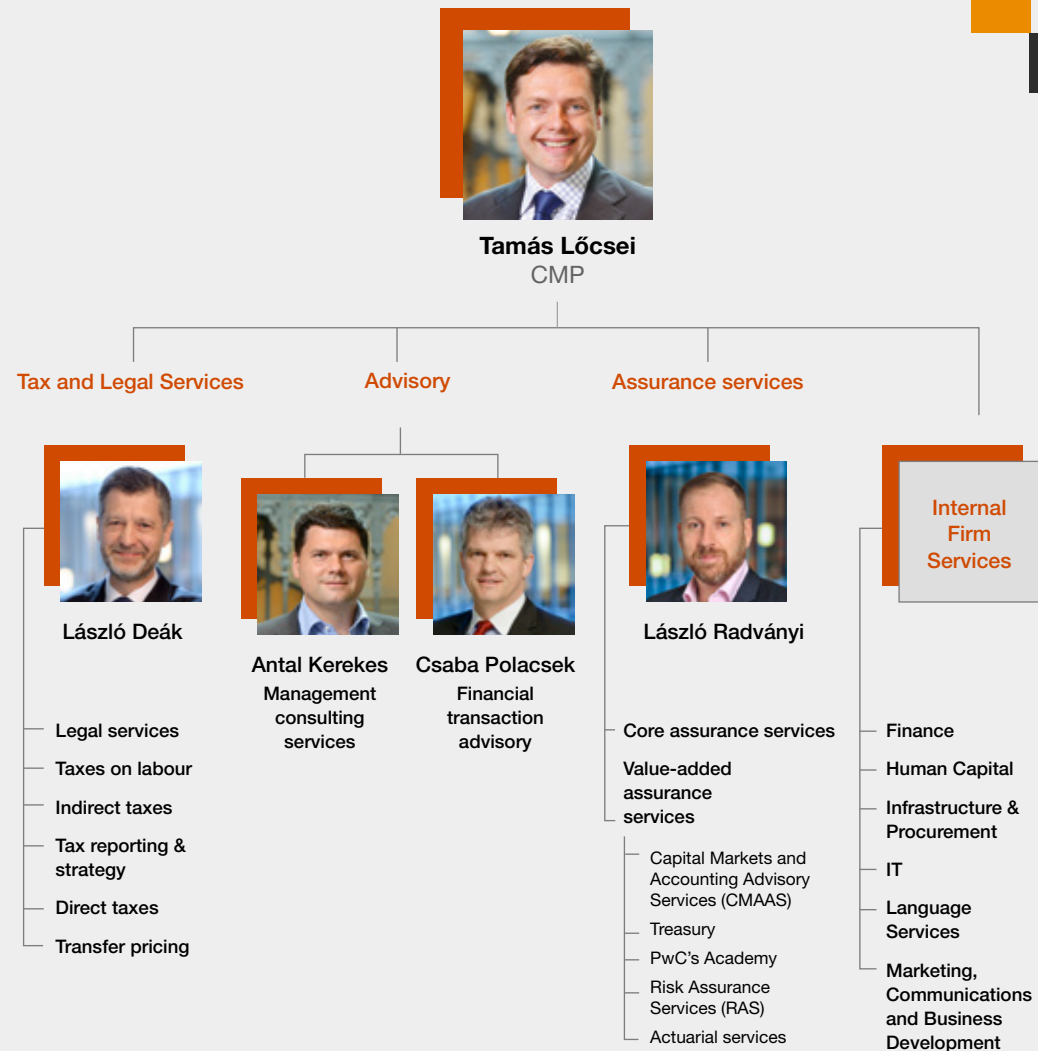 Tamás Lőcsei
CMP
Tax and Legal Services
Advisory
Assurance services
László Deák
Legal services
Taxes on labour
Indirect taxes
Tax reporting &
strategy
Direct taxes
Transfer pricing
Antal Kerekes
Management
consulting
services
Csaba Polacsek
Financial
transaction
advisory
László Radványi
Core assurance services
Value-added
assurance
services
Capital Markets and
Accounting Advisory
Services (CMAAS)
Treasury
PwC's Academy
Risk Assurance
Services (RAS)
Actuarial services
Internal
Firm
Services
Finance
Human Capital
Infrastructure &
Procurement
IT
Language
Services
Marketing,
Communications
and Business
Development